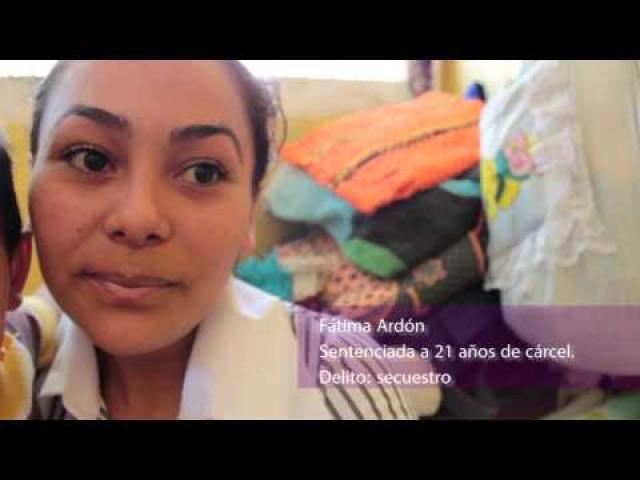 Fátima Ardón
Sentenciada a 21 años de cárcel.
Delito: secuestro